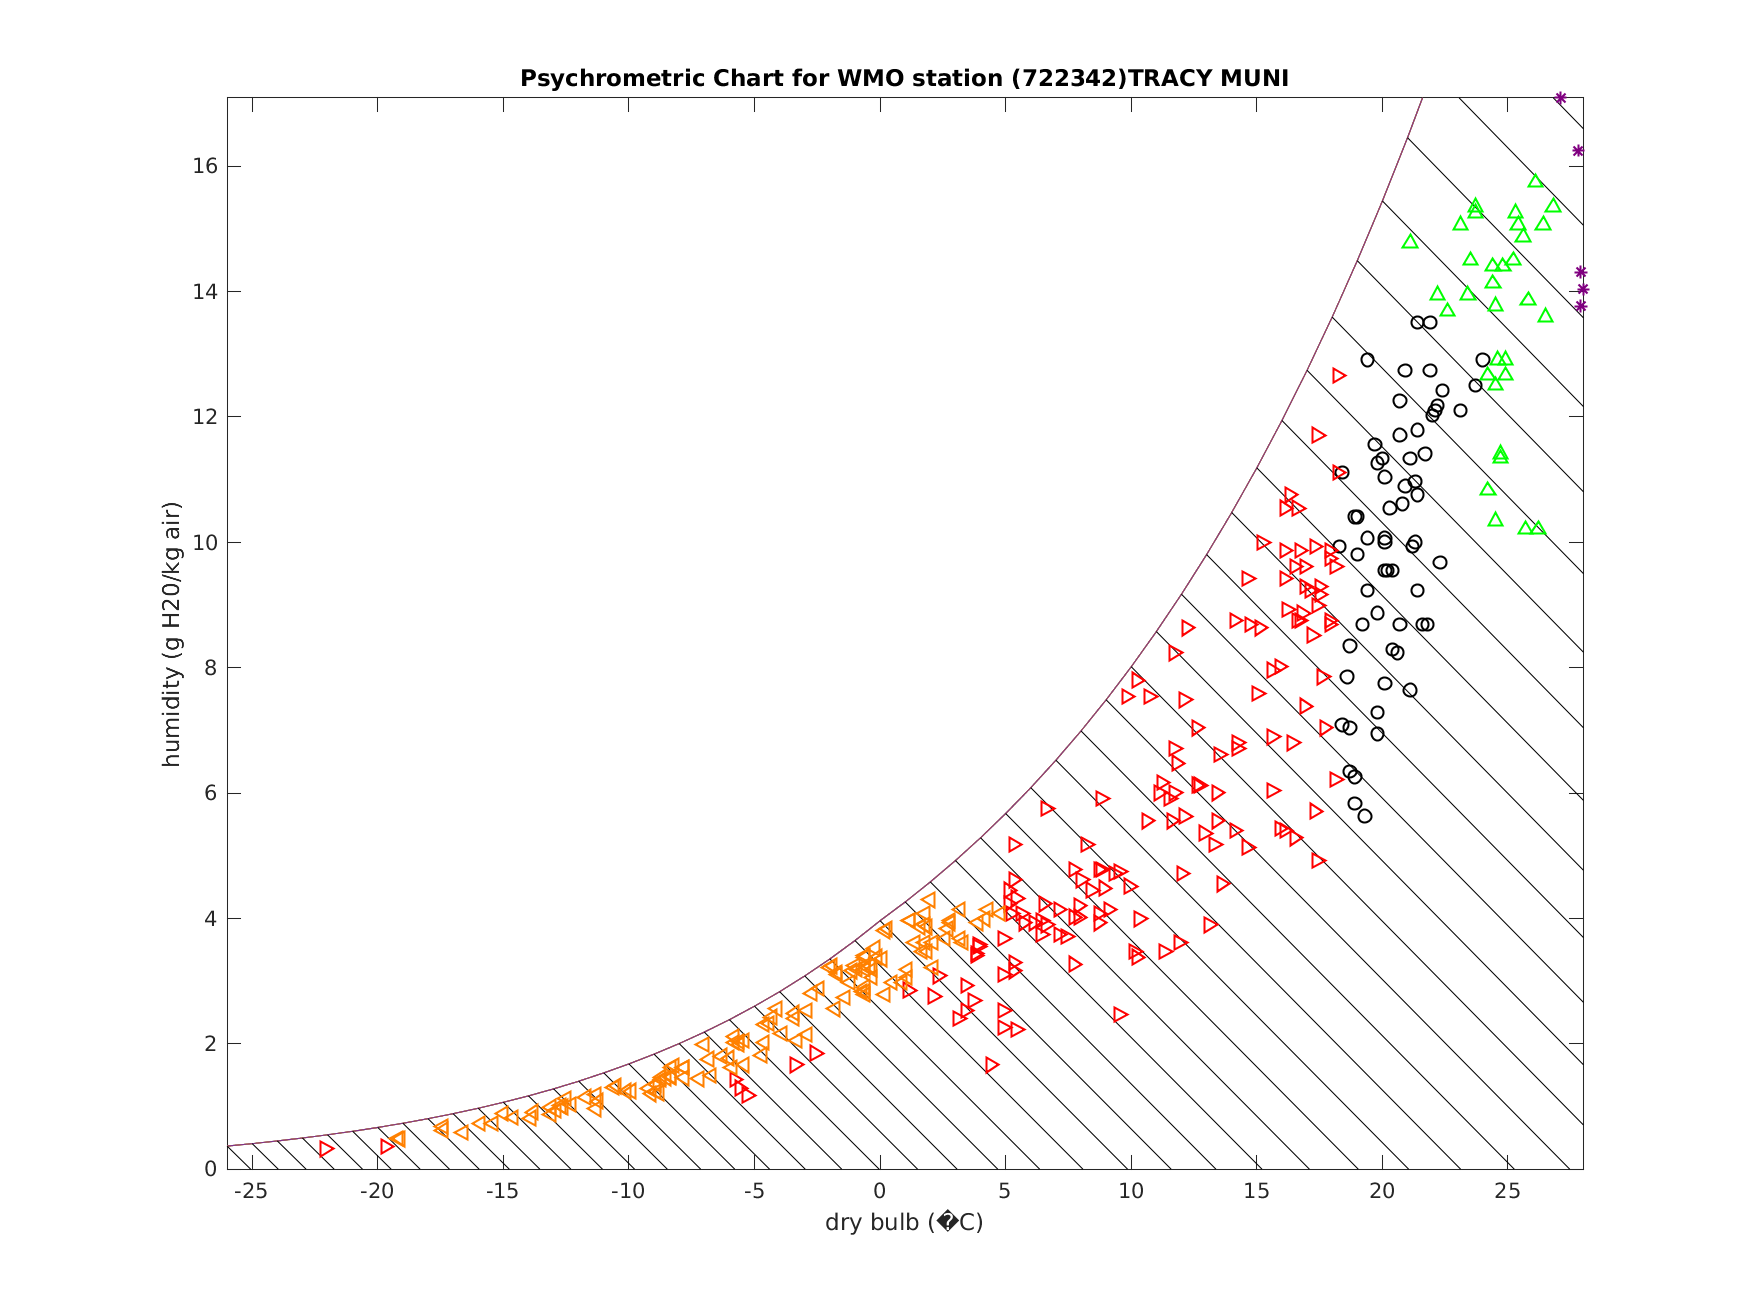 Psychrometric Chart for WMO station (722342)TRACY MUNI
16
14
12
10
8
6
4
2
0
humidity (g H20/kg air)
-25 -20 -15 -10 -5 0 5 10 15 20 25
dry bulb (�C)